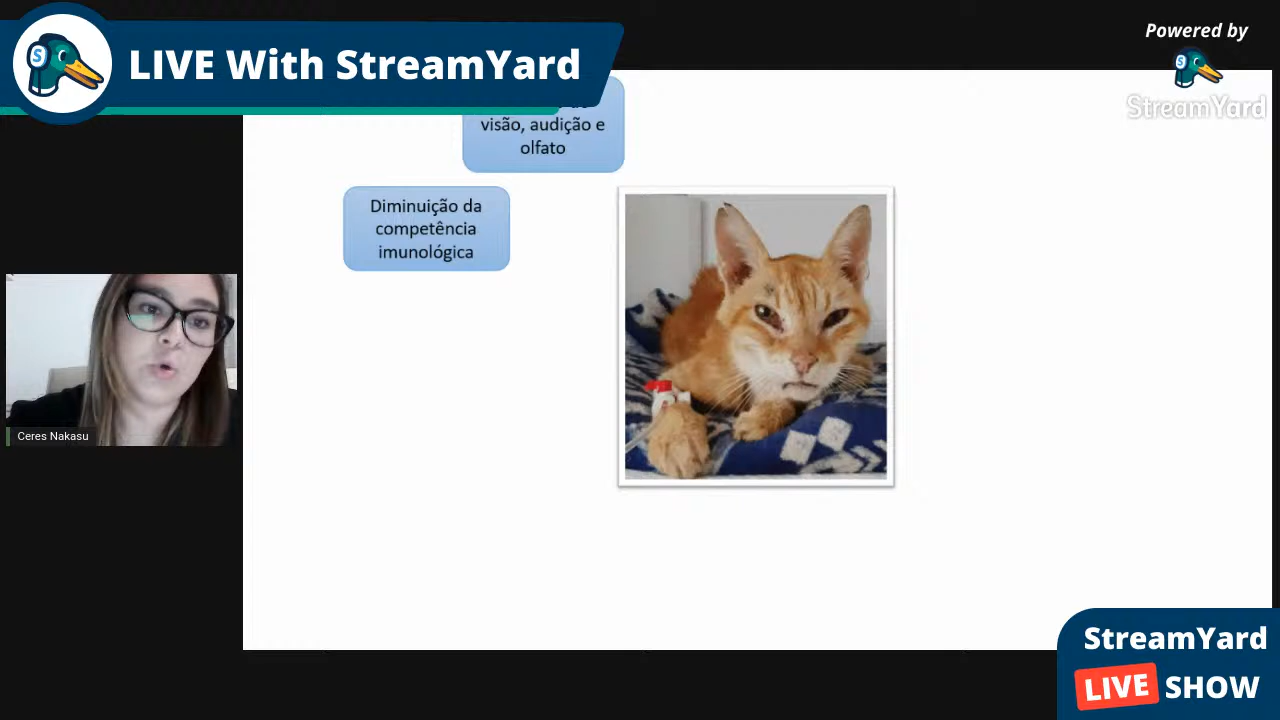 LIVE With StreamYard
Powered by
StreamYard
visão, audição e
olfato
Diminuição da
competência
imunológica
Ceres Nakasu
StreamYard
LIVE SHOW